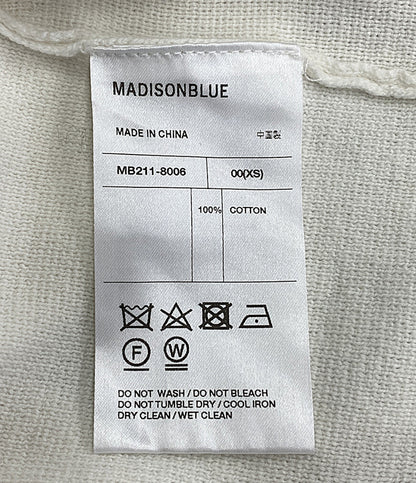 MADISONBLUE
MADE IN CHINA 中国製
MB211-8006 00(XS)
100% COTTON
F W
DO NOT WASH / DO NOT BLEACH
DO NOT TUMBLE DRY / COOL IRON
DRY CLEAN / WET CLEAN